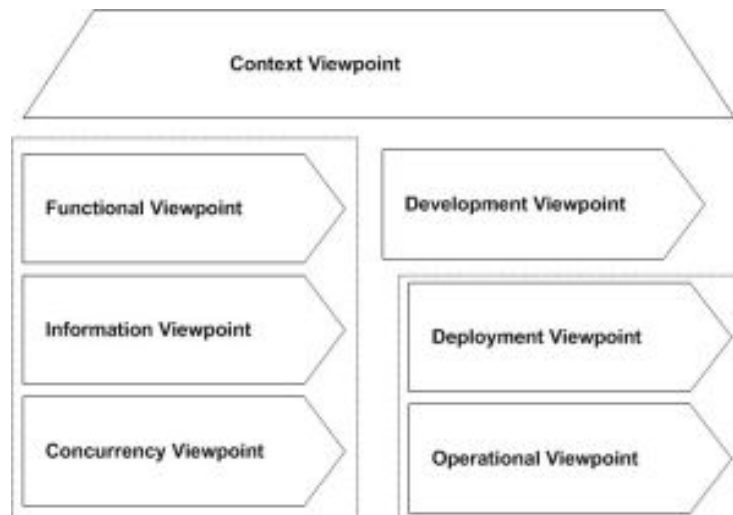 Context Viewpoint
Functional Viewpoint
Development Viewpoint
Information Viewpoint
Deployment Viewpoint
Concurrency Viewpoint
Operational Viewpoint